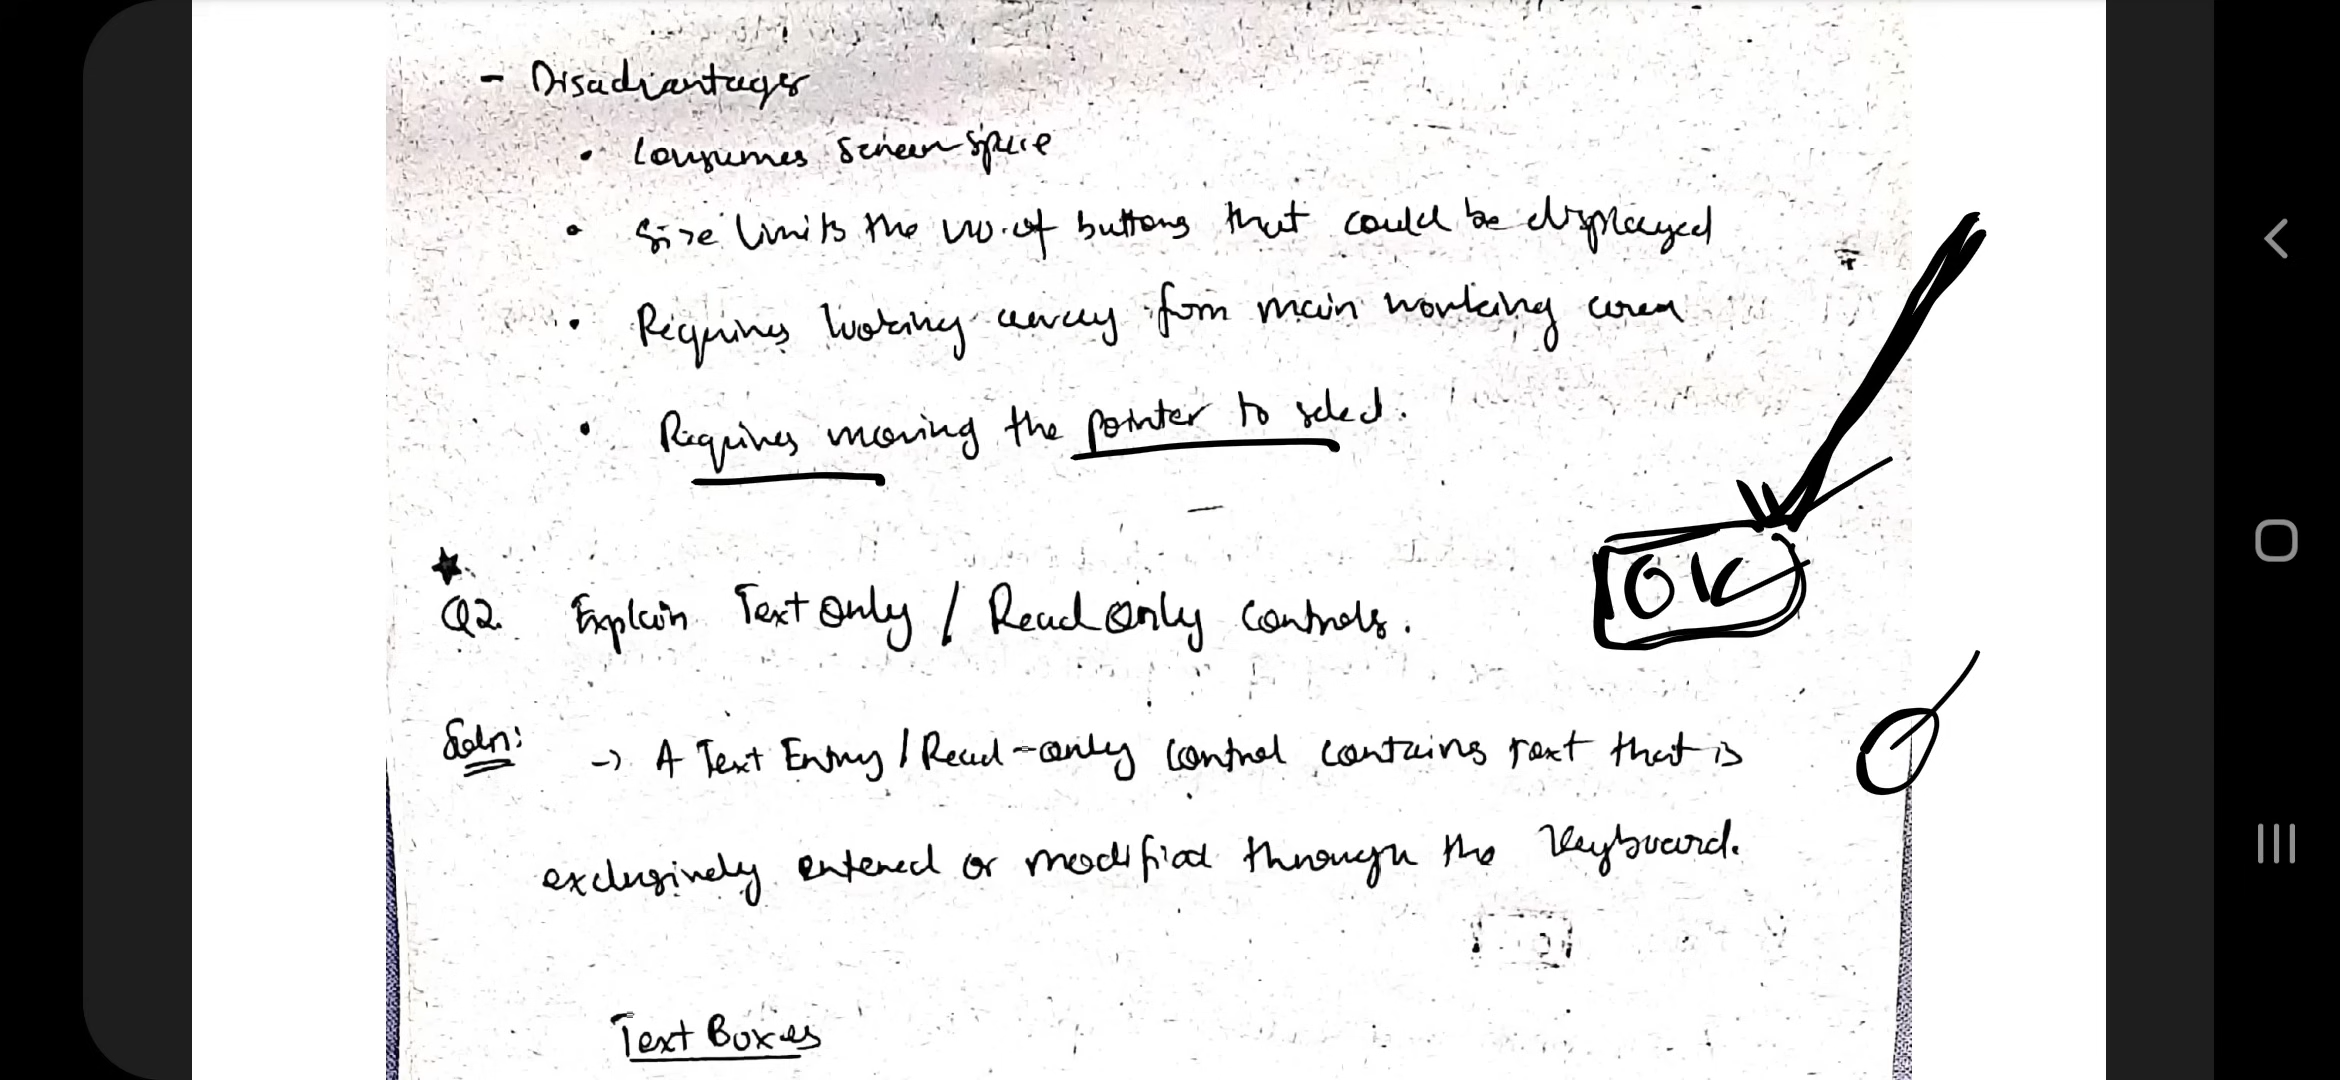 - Disadvantages
• Consumes screen space
• Size limits the no. of buttons that could be displayed
• Requires looking away from main working area
• Requires moving the pointer to select.
OK
★
Q2. Explain Text only / Read only controls.
Soln: -> A Text Entry / Read-only control contains text that is
exclusively entered or modified through the keyboard.
Text Boxes